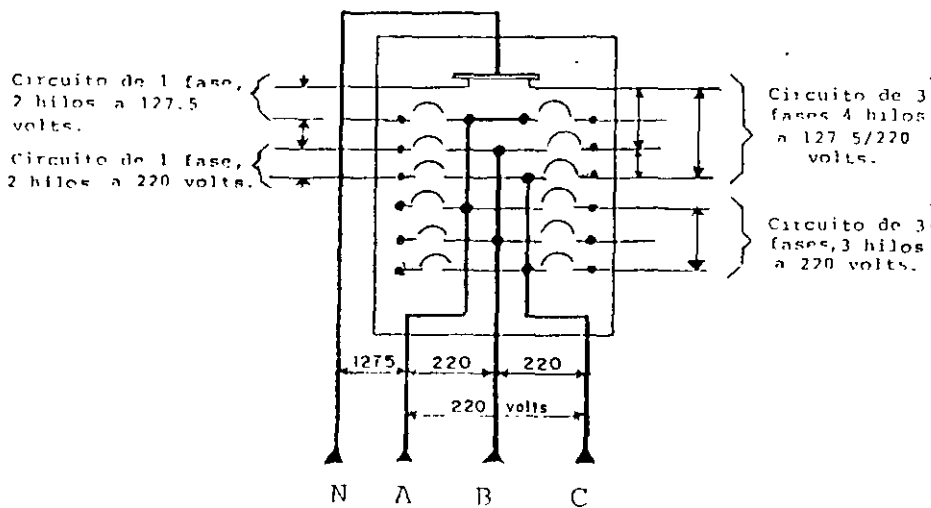 Circuito de 1 fase,
2 hilos a 127.5
volts.
Circuito de 1 fase,
2 hilos a 220 volts.
Circuito de 3
fases 4 hilos
a 127 5/220
volts.
Circuito de 3
fases,3 hilos
a 220 volts.
1275 220 220
220 volts
N A B C